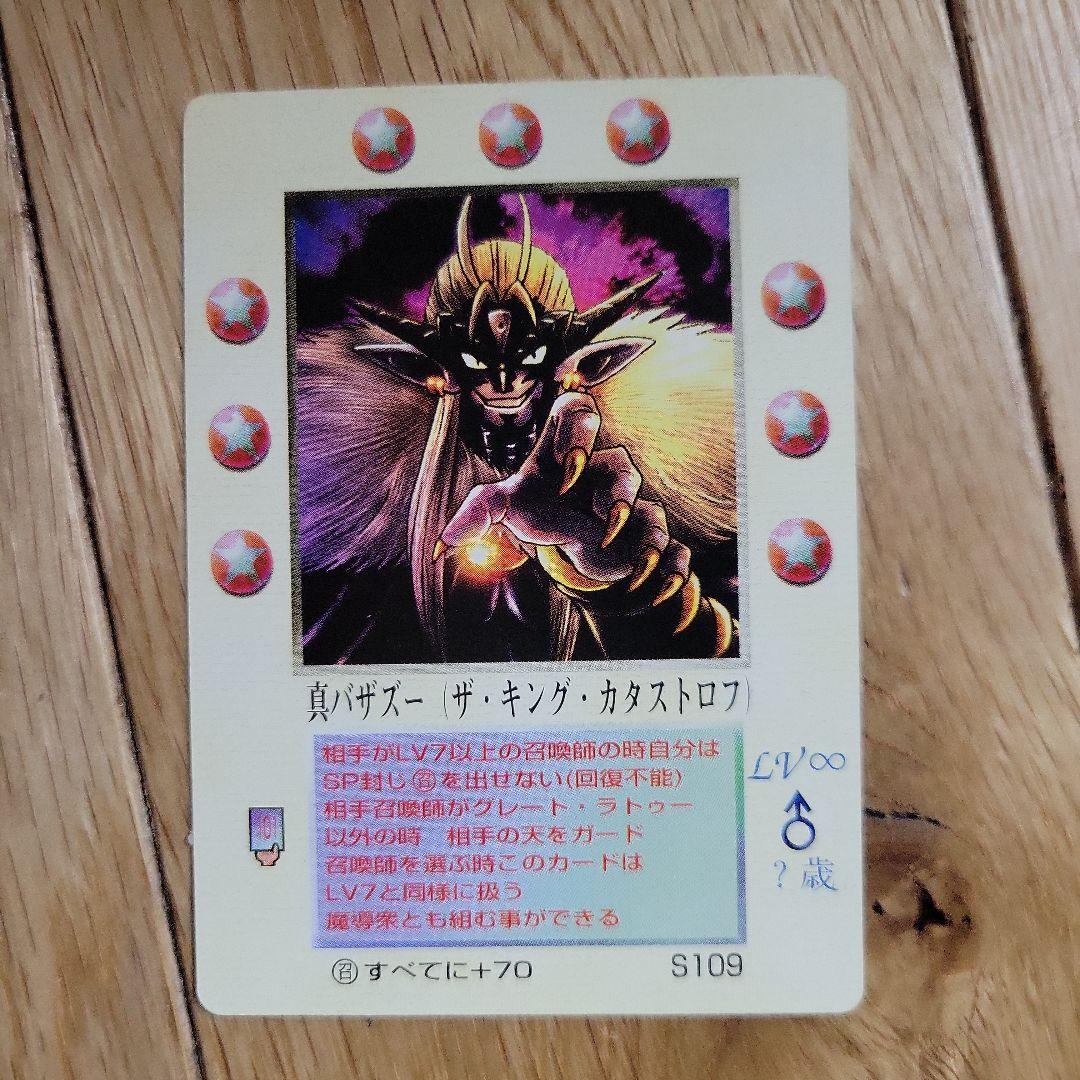 真バザズー(ザ・キング・カタストロフ)
相手がLV7以上の召喚師の時自分は
SP封じ㊁を出せない(回復不能)
相手召喚師がグレート・ラトゥー
以外の時 相手の天をガード
召喚師を選ぶ時このカードは
LV7と同様に扱う
魔導衆とも組む事ができる
LV∞
♂
?歳
召すべてに+70
S109